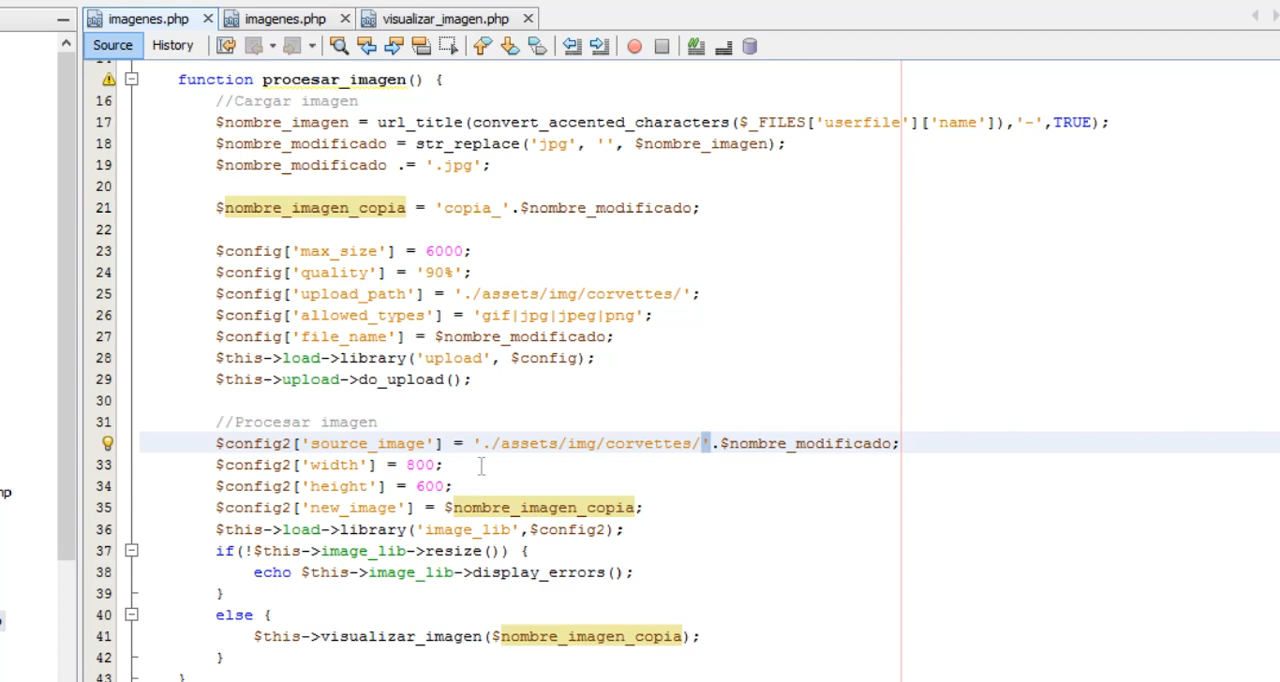 imagenes.php imagenes.php visualizar_imagen.php
Source History
function procesar_imagen() {
16 //Cargar imagen
17 $nombre_imagen = url_title(convert_accented_characters($_FILES['userfile']['name']),'-',TRUE);
18 $nombre_modificado = str_replace('jpg', '', $nombre_imagen);
19 $nombre_modificado .= '.jpg';
20
21 $nombre_imagen_copia = 'copia_'.$nombre_modificado;
22
23 $config['max_size'] = 6000;
24 $config['quality'] = '90%';
25 $config['upload_path'] = './assets/img/corvettes/';
26 $config['allowed_types'] = 'gif|jpg|jpeg|png';
27 $config['file_name'] = $nombre_modificado;
28 $this->load->library('upload', $config);
29 $this->upload->do_upload();
30
31 //Procesar imagen
$config2['source_image'] = './assets/img/corvettes/'.$nombre_modificado;
33 $config2['width'] = 800;
34 $config2['height'] = 600;
35 $config2['new_image'] = $nombre_imagen_copia;
36 $this->load->library('image_lib',$config2);
37 if(!$this->image_lib->resize()) {
38 echo $this->image_lib->display_errors();
39 }
40 else {
41 $this->visualizar_imagen($nombre_imagen_copia);
42 }
43 }